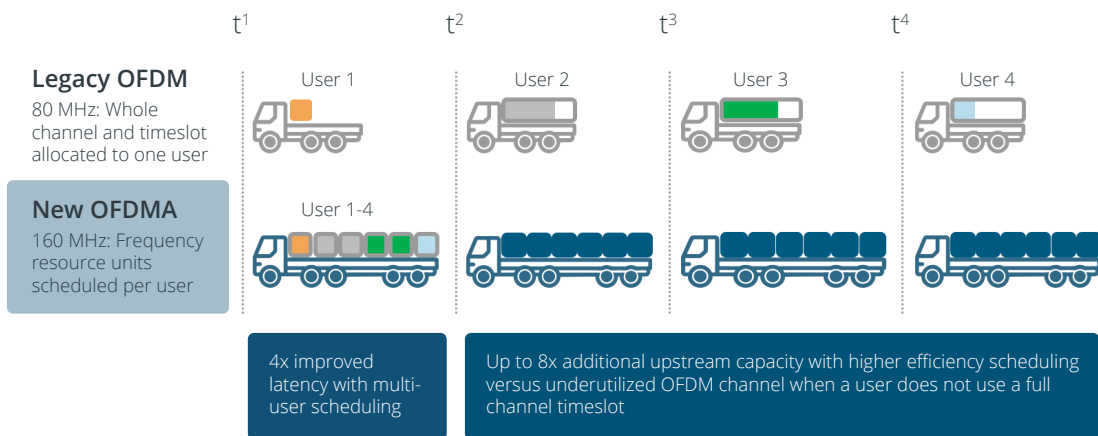 t¹ t² t³ t⁴
Legacy OFDM
80 MHz: Whole
channel and timeslot
allocated to one user
User 1
User 2
User 3
User 4
New OFDMA
160 MHz: Frequency
resource units
scheduled per user
User 1-4
4x improved
latency with multi-
user scheduling
Up to 8x additional upstream capacity with higher efficiency scheduling
versus underutilized OFDM channel when a user does not use a full
channel timeslot